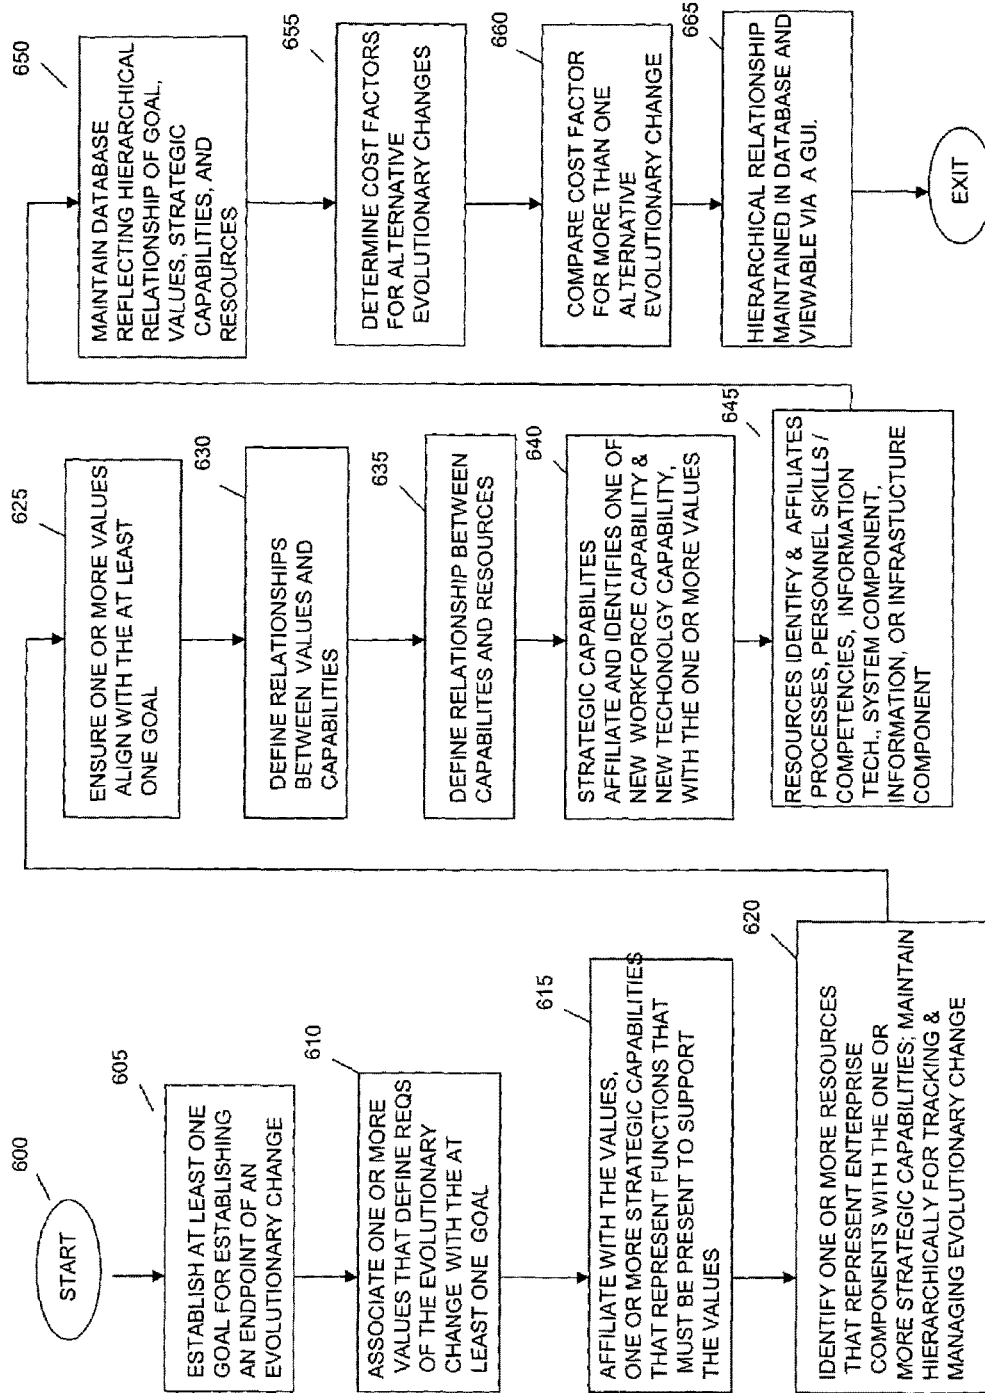 600
START
605
ESTABLISH AT LEAST ONE
GOAL FOR ESTABLISHING
AN ENDPOINT OF AN
EVOLUTIONARY CHANGE
610
ASSOCIATE ONE OR MORE
VALUES THAT DEFINE REQS
OF THE EVOLUTIONARY
CHANGE WITH THE AT
LEAST ONE GOAL
615
AFFILIATE WITH THE VALUES,
ONE OR MORE STRATEGIC CAPABILITIES
THAT REPRESENT FUNCTIONS THAT
MUST BE PRESENT TO SUPPORT
THE VALUES
620
IDENTIFY ONE OR MORE RESOURCES
THAT REPRESENT ENTERPRISE
COMPONENTS WITH THE ONE OR
MORE STRATEGIC CAPABILITIES; MAINTAIN
HIERARCHICALLY FOR TRACKING &
MANAGING EVOLUTIONARY CHANGE
625
ENSURE ONE OR MORE VALUES
ALIGN WITH THE AT LEAST
ONE GOAL
630
DEFINE RELATIONSHIPS
BETWEEN VALUES AND
CAPABILITIES
635
DEFINE RELATIONSHIP BETWEEN
CAPABILITES AND RESOURCES
640
STRATEGIC CAPABILITES
AFFILIATE AND IDENTIFIES ONE OF
NEW WORKFORCE CAPABILITY &
NEW TECHONOLGY CAPABILITY,
WITH THE ONE OR MORE VALUES
645
RESOURCES IDENTIFY & AFFILIATES
PROCESSES, PERSONNEL SKILLS /
COMPETENCIES, INFORMATION
TECH., SYSTEM COMPONENT,
INFORMATION, OR INFRASTUCTURE
COMPONENT
650
MAINTAIN DATABASE
REFLECTING HIERARCHICAL
RELATIONSHIP OF GOAL,
VALUES, STRATEGIC
CAPABILITIES, AND
RESOURCES
655
DETERMINE COST FACTORS
FOR ALTERNATIVE
EVOLUTIONARY CHANGES
660
COMPARE COST FACTOR
FOR MORE THAN ONE
ALTERNATIVE
EVOLUTIONARY CHANGE
665
HIERARCHICAL RELATIONSHIP
MAINTAINED IN DATABASE AND
VIEWABLE VIA A GUI.
EXIT